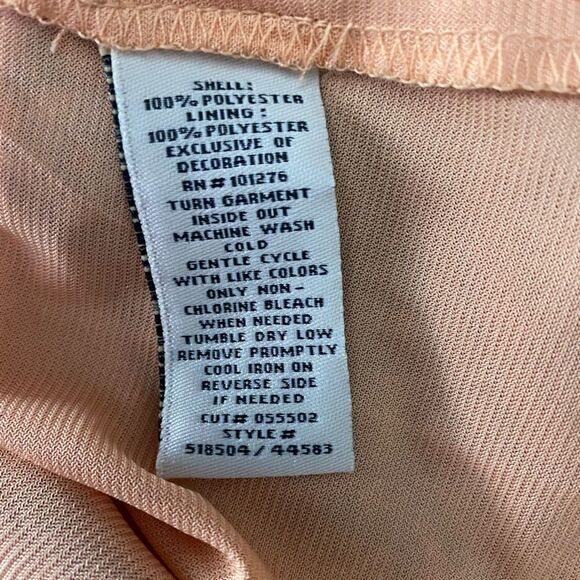 SHELL:
100% POLYESTER
LINING:
100% POLYESTER
EXCLUSIVE OF
DECORATION
RN# 101276
TURN GARMENT
INSIDE OUT
MACHINE WASH
COLD
GENTLE CYCLE
WITH LIKE COLORS
ONLY NON-
CHLORINE BLEACH
WHEN NEEDED
TUMBLE DRY LOW
REMOVE PROMPTLY
COOL IRON ON
REVERSE SIDE
IF NEEDED
CUT# 055502
STYLE #
518504/44583